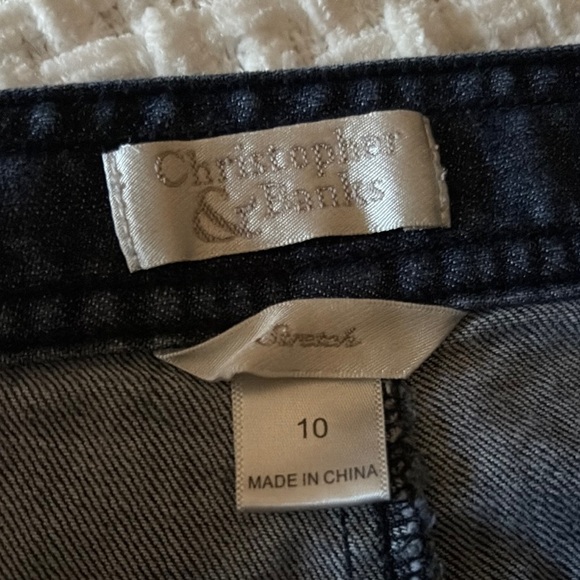 Christopher
& Banks
Stretch
10
MADE IN CHINA